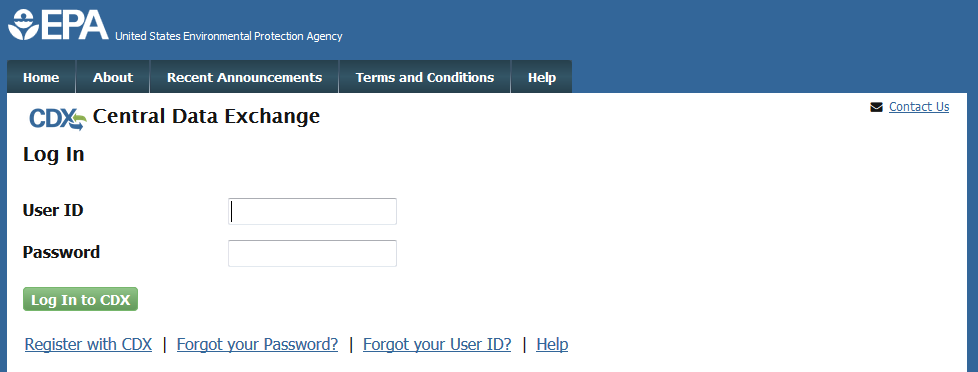 EPA United States Environmental Protection Agency
Home About Recent Announcements Terms and Conditions Help
Contact Us
CDX Central Data Exchange
Log In
User ID
Password
Log In to CDX
Register with CDX | Forgot your Password? | Forgot your User ID? | Help